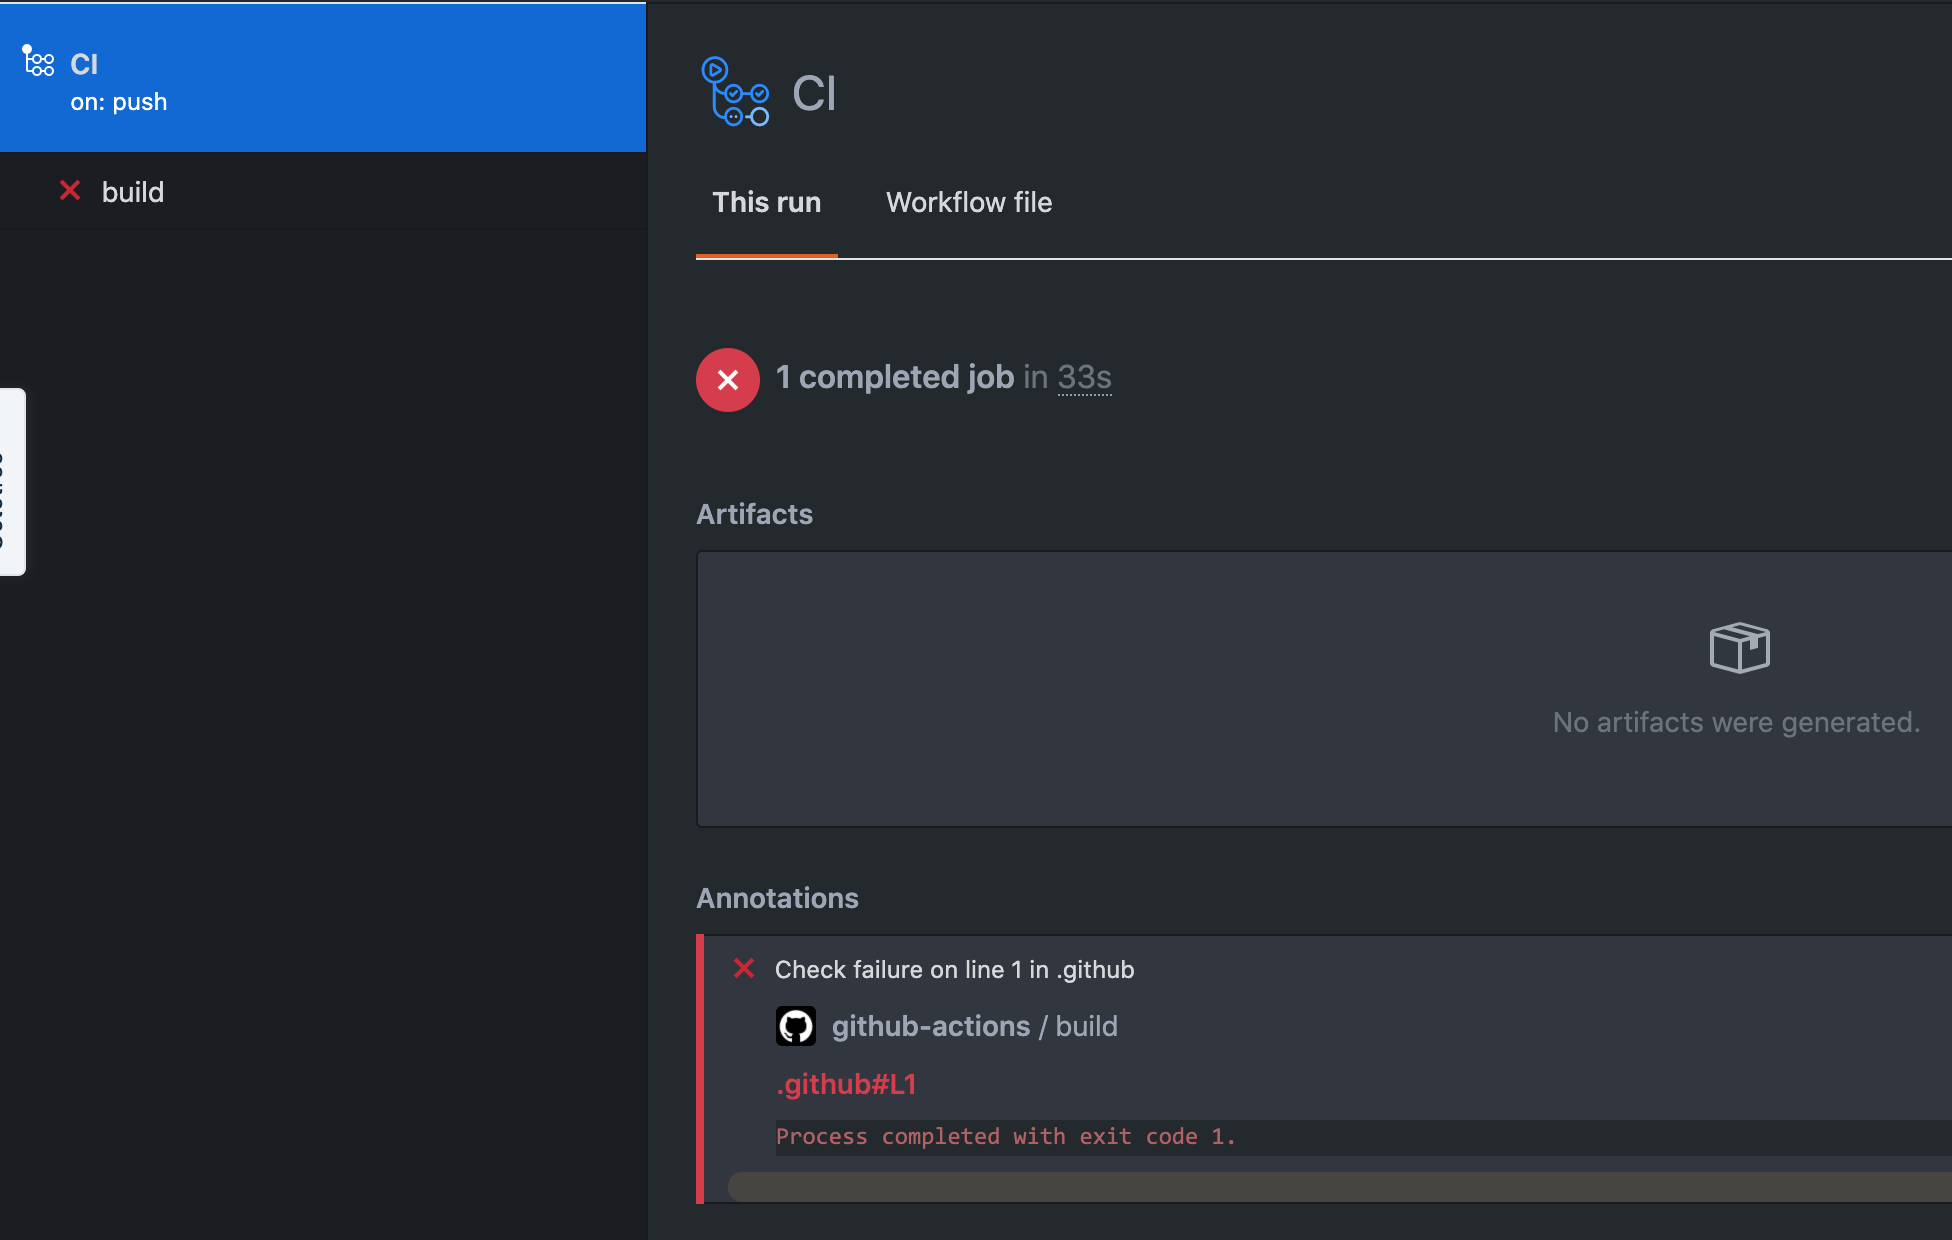 CI
on: push
build
CI
This run
Workflow file
1 completed job in 33s
Artifacts
No artifacts were generated.
Annotations
Check failure on line 1 in .github
github-actions / build
.github#L1
Process completed with exit code 1.